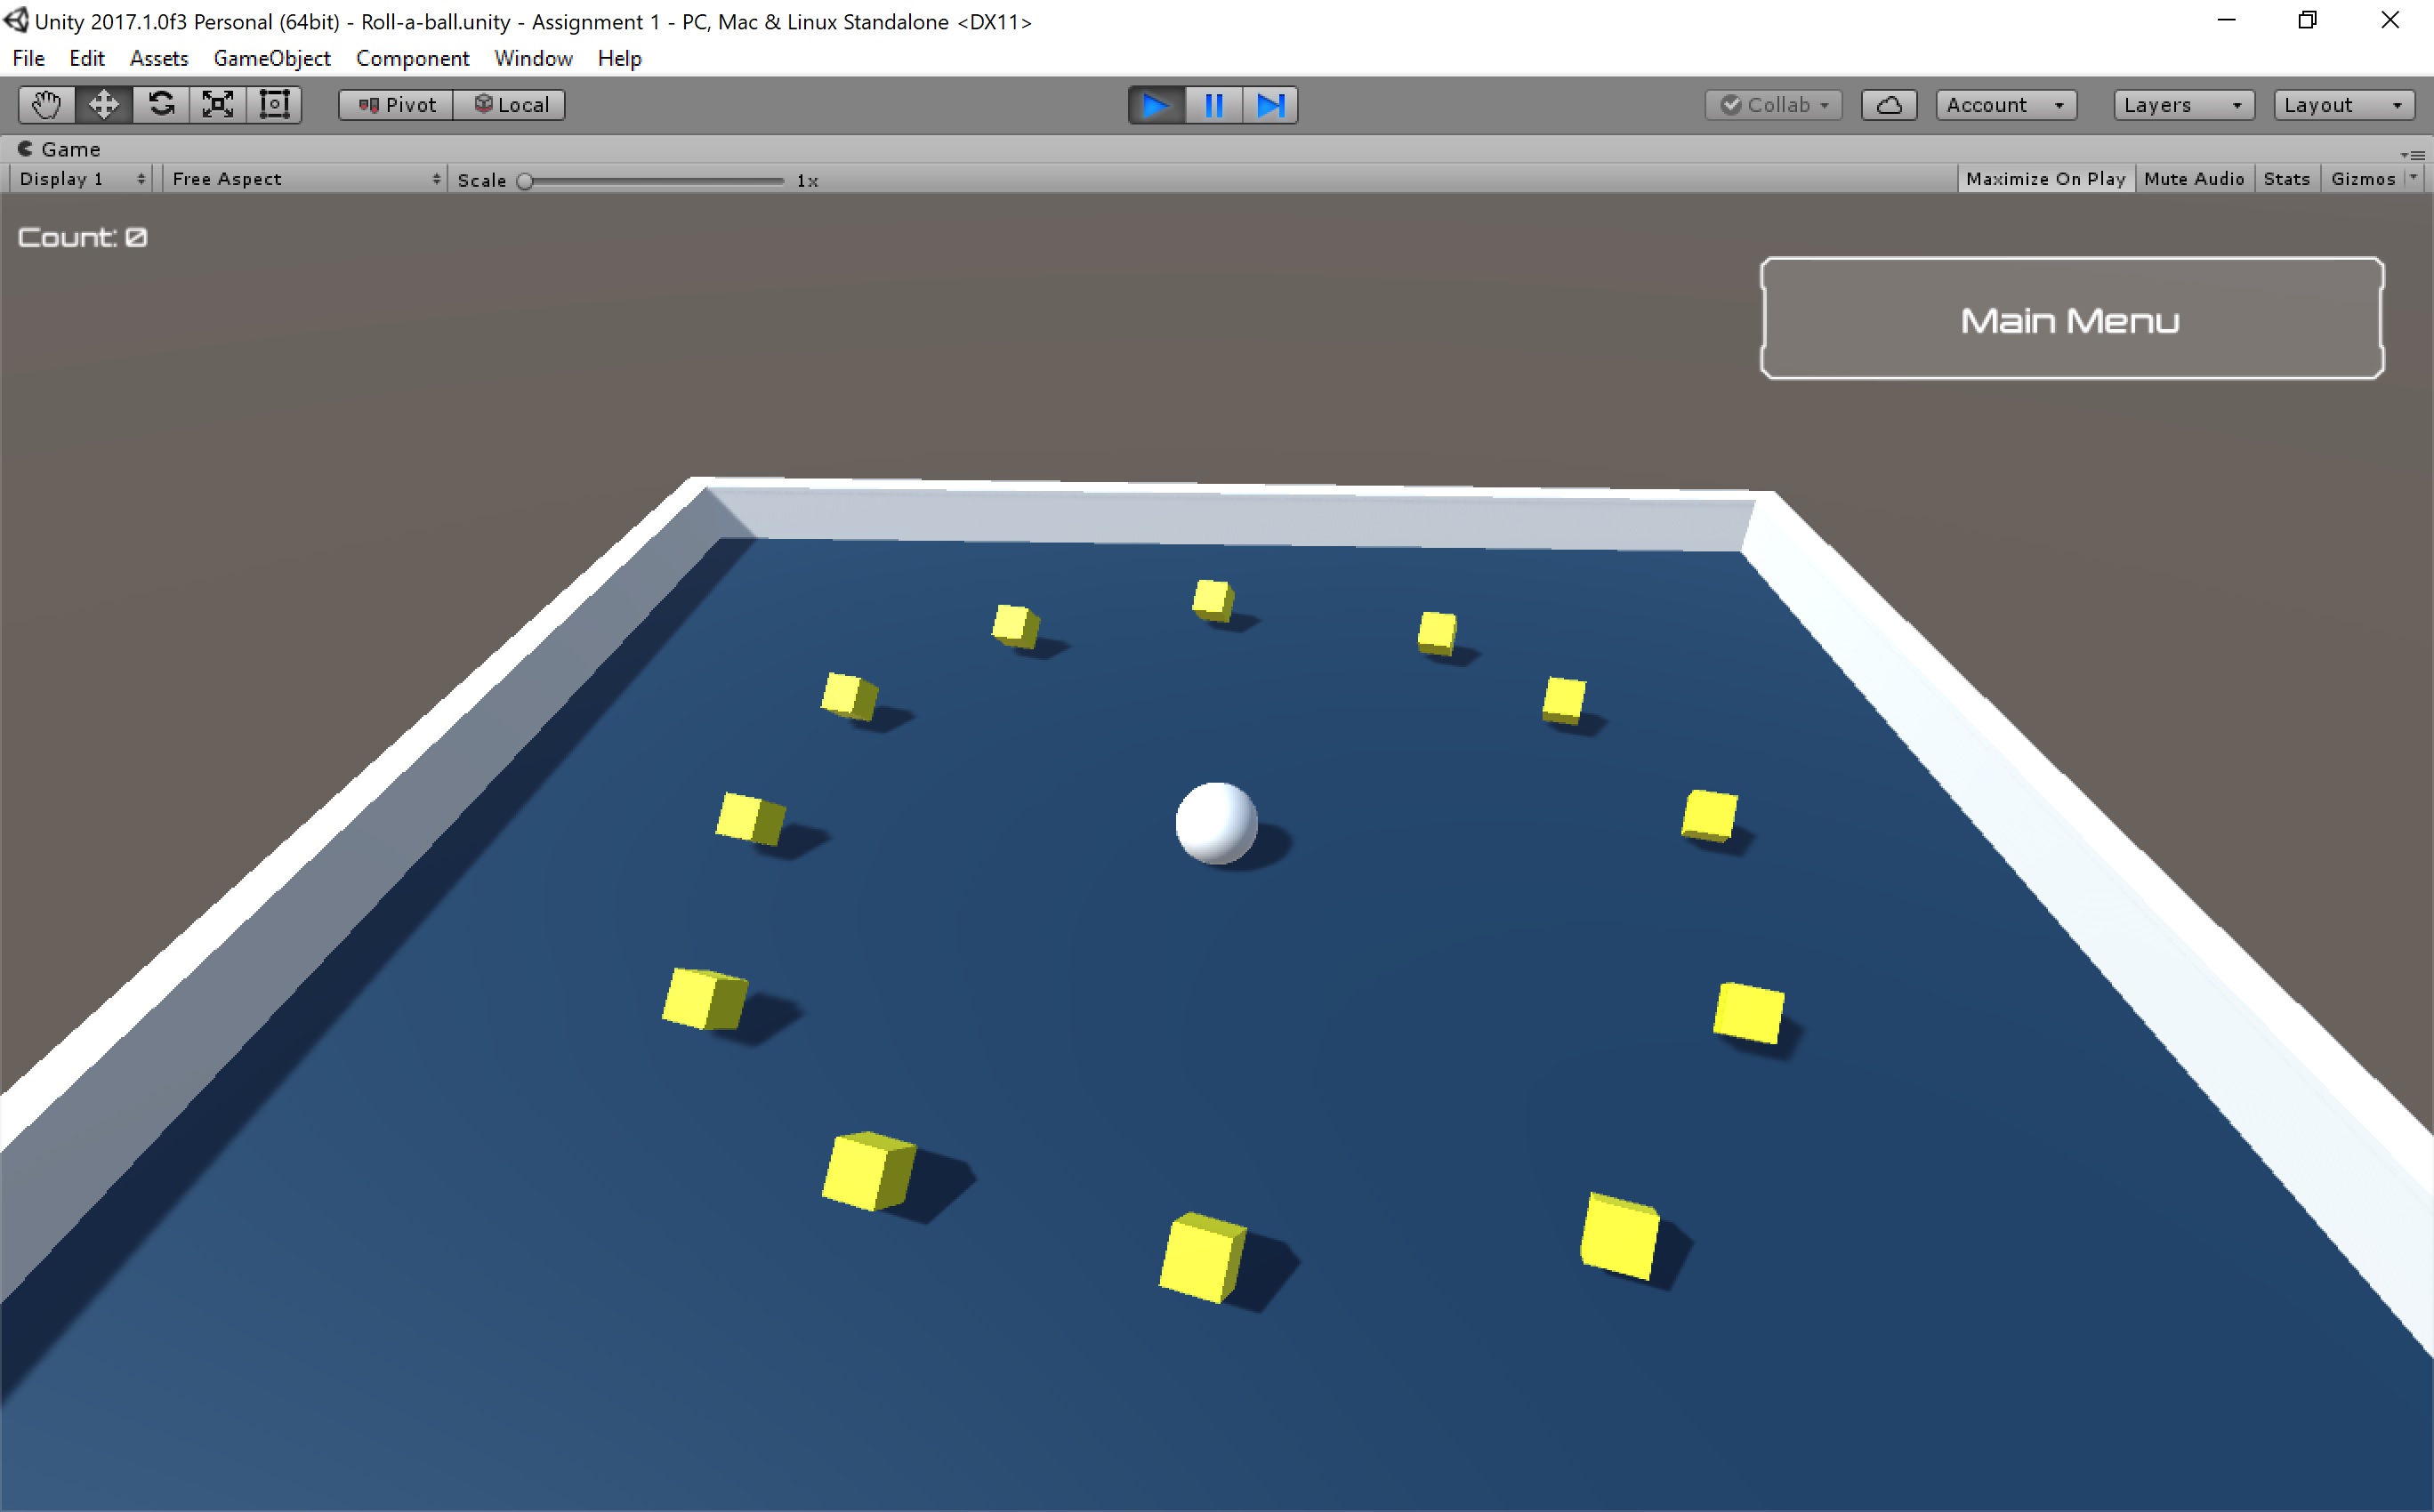 Unity 2017.1.0f3 Personal (64bit) - Roll-a-ball.unity - Assignment 1 - PC, Mac & Linux Standalone <DX11>
File Edit Assets GameObject Component Window Help
Pivot Local Collab Account Layers Layout
Game
Display 1 Free Aspect Scale 1x Maximize On Play Mute Audio Stats Gizmos
Count: 0
Main Menu